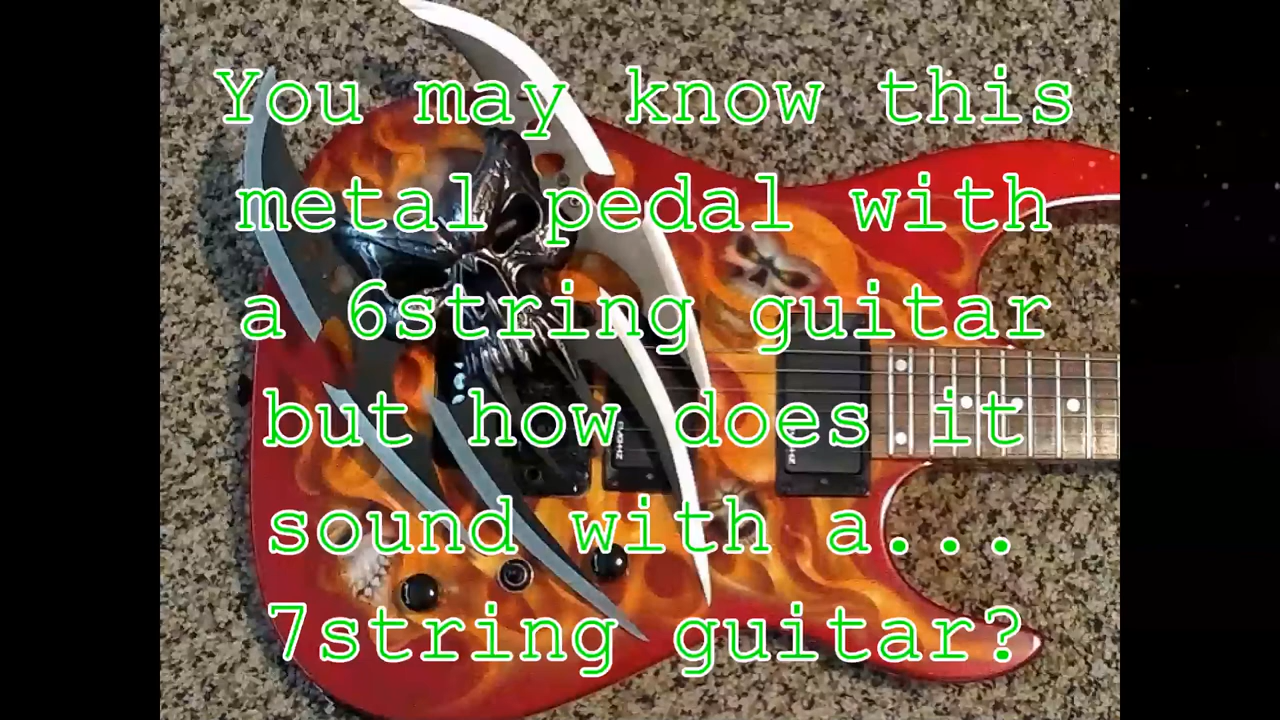 You may know this
metal pedal with
a 6string guitar
but how does it
sound with a...
7string guitar?